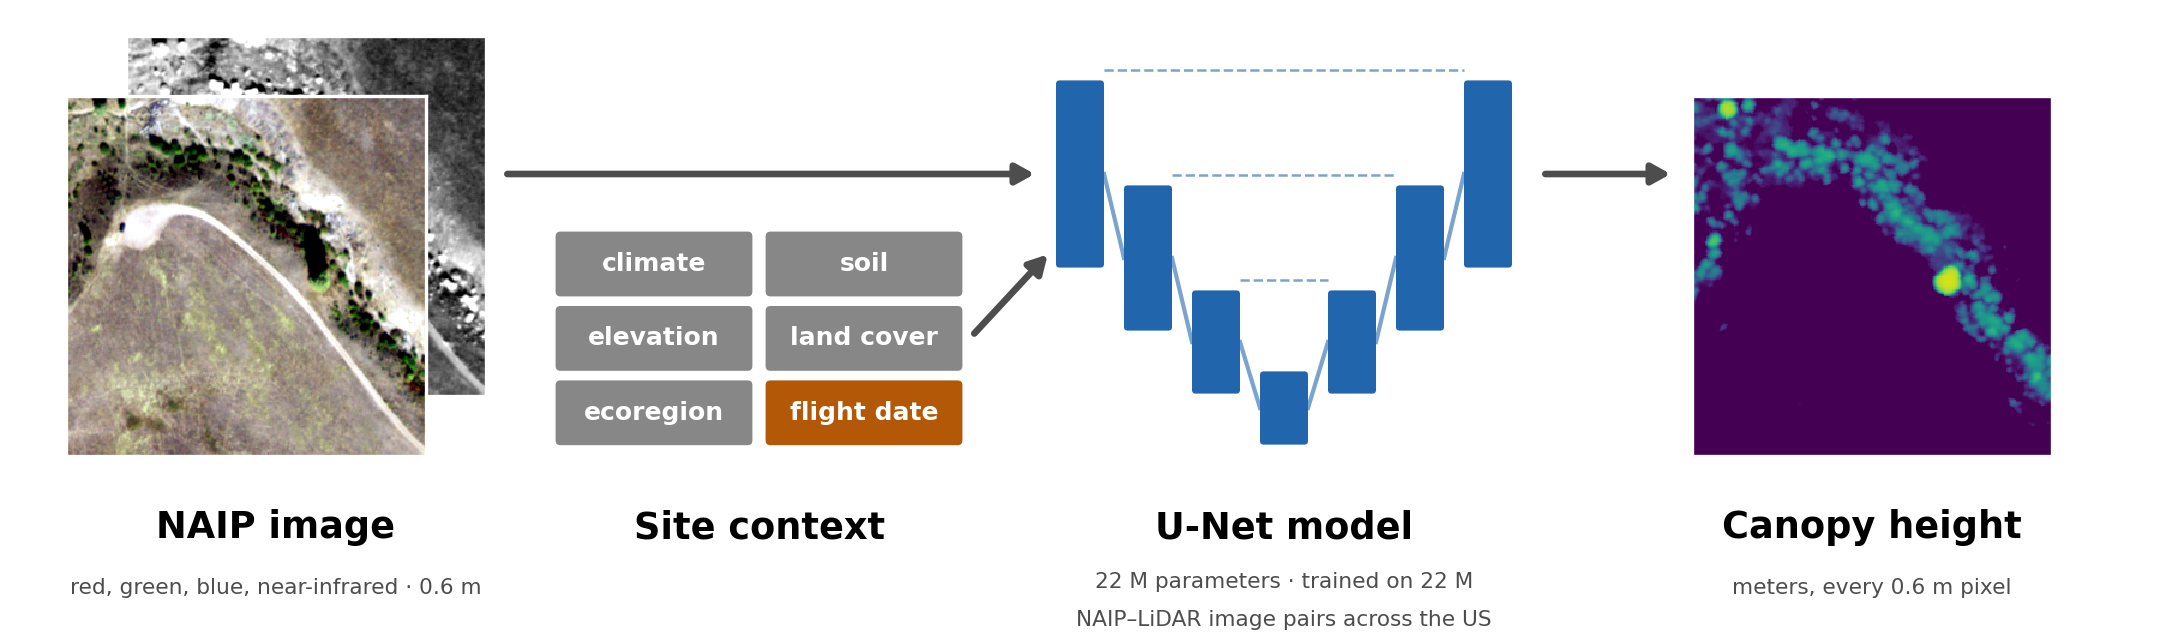 climate
soil
elevation
land cover
ecoregion
flight date
NAIP image
Site context
U-Net model
Canopy height
red, green, blue, near-infrared · 0.6 m
22 M parameters · trained on 22 M
NAIP–LiDAR image pairs across the US
meters, every 0.6 m pixel